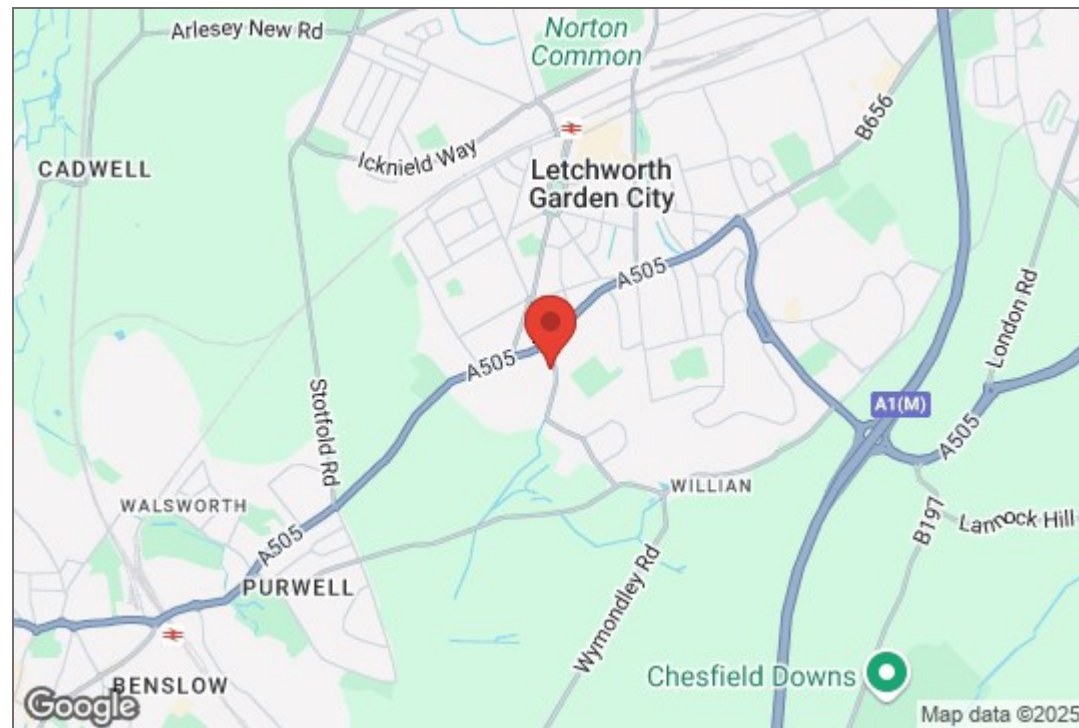 Arlesey New Rd
Norton
Common
B656
Icknield Way
CADWELL
Letchworth
Garden City
A505
London Rd
A505
A1(M)
A505
Stotfold Rd
WILLIAN
WALSWORTH
B197
Lannock Hill
A505
PURWELL
Wymondley Rd
Chesfield Downs
BENSLOW
Google
Map data ©2025